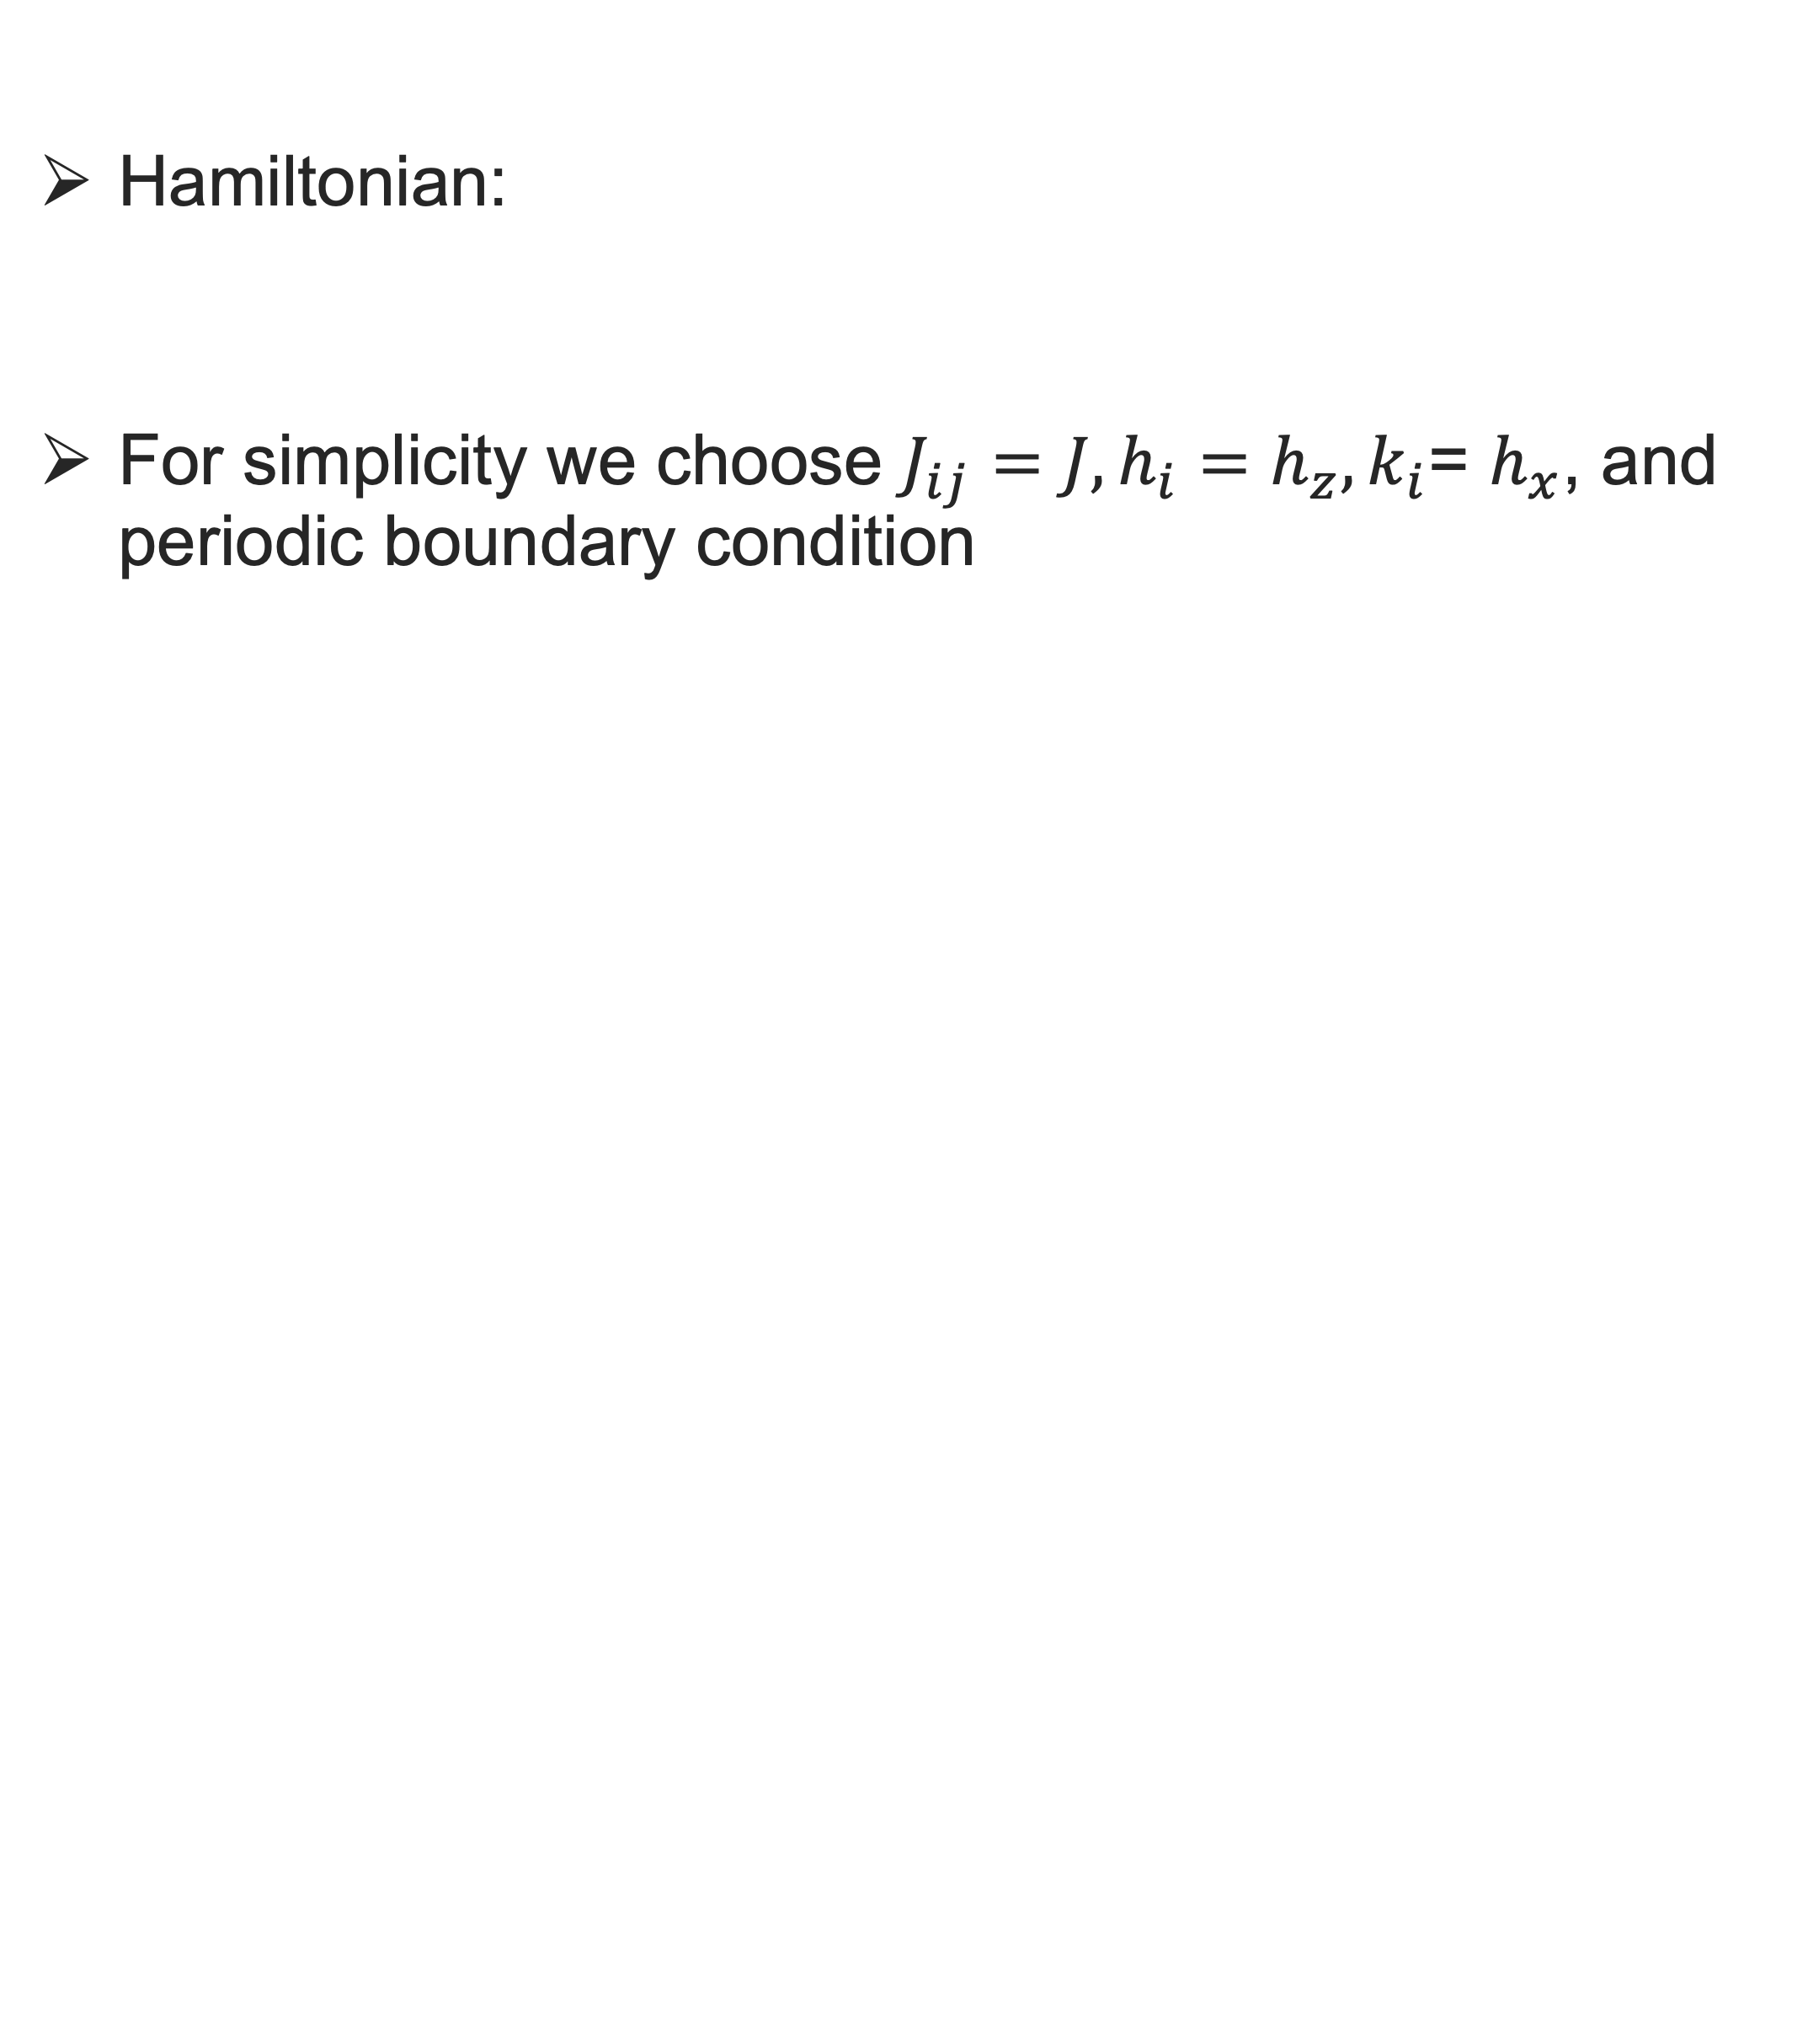 ➢ Hamiltonian:
➢ For simplicity we choose J_{ij} = J, h_i = h_z, k_i= h_x, and
periodic boundary condition